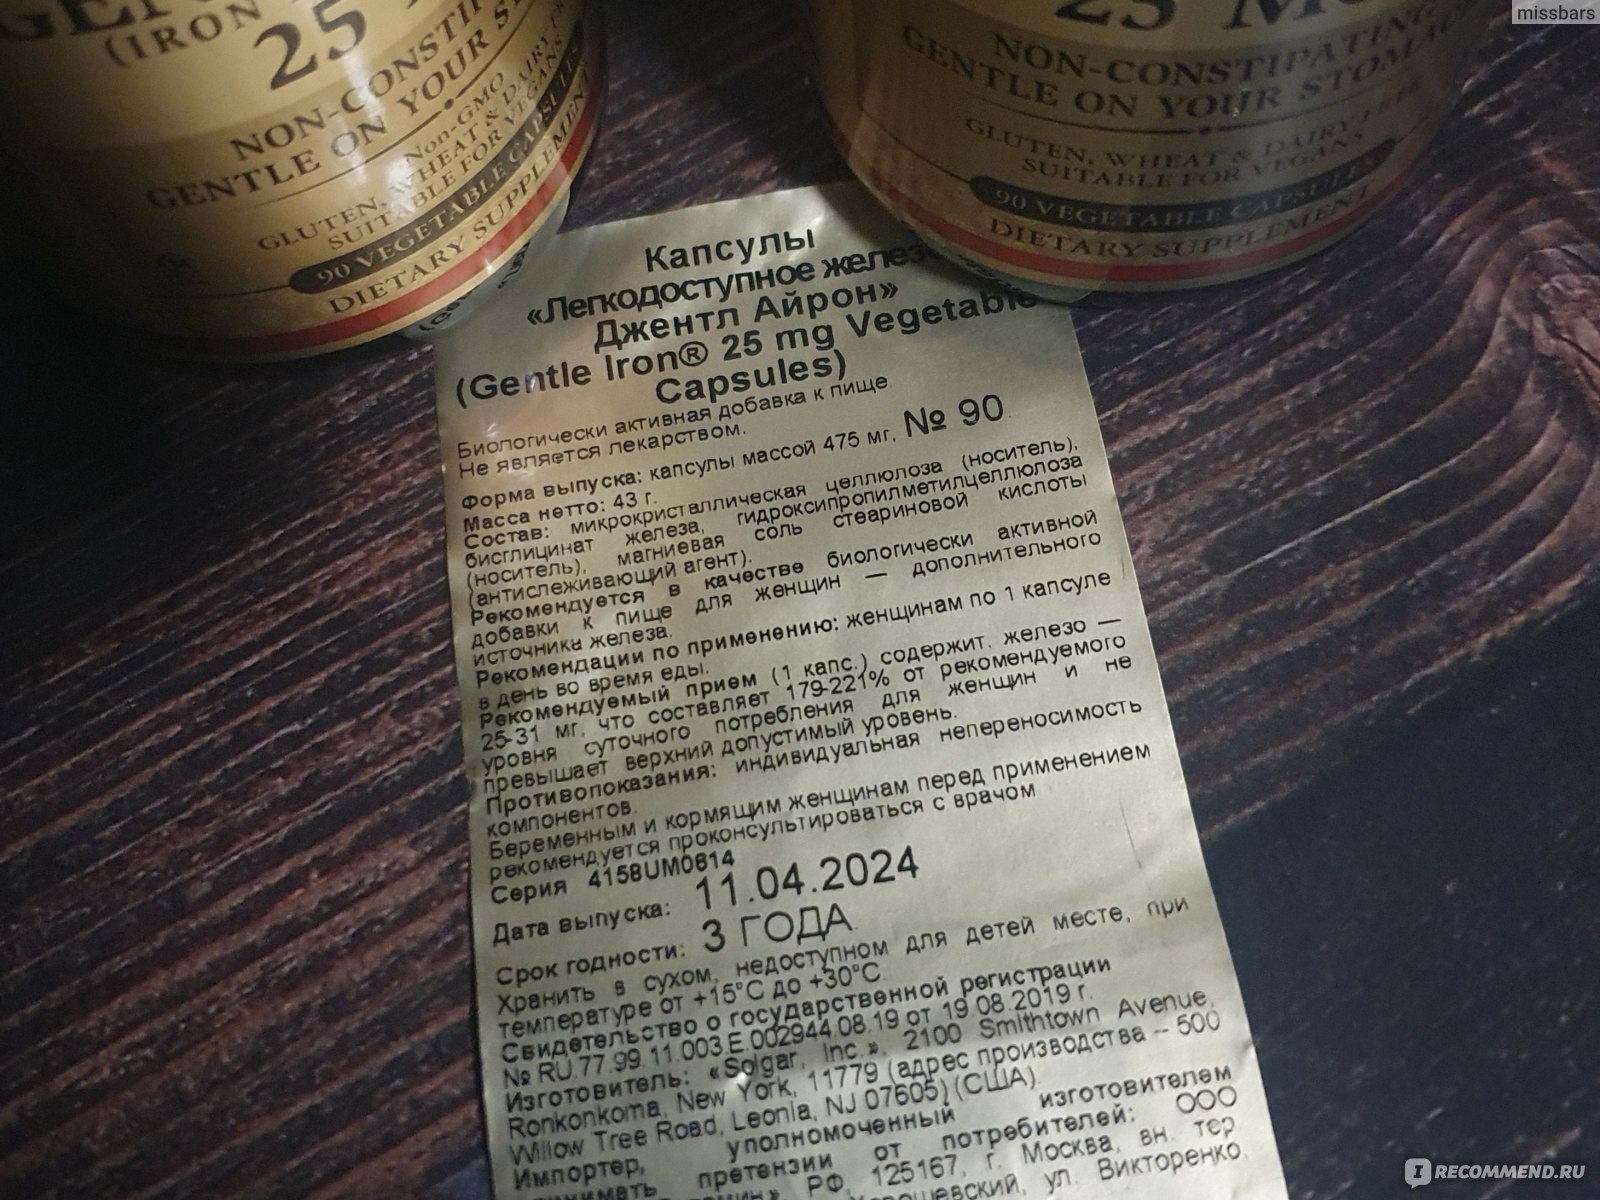 missbars
(IRON
25
NON-CONSTI
GENTLE ON YOUR S
Non-GMO
GLUTEN, WHEAT & DAIRY
SUITABLE FOR VEGANS
90 VEGETABLE CAPSULES
DIETARY SUPPLEMENT
25 M
NON-CONSTIPATING
GENTLE ON YOUR STOMAC
GLUTEN, WHEAT & DAIRY FREE
SUITABLE FOR VEGANS
90 VEGETABLE CAPSULES
DIETARY SUPPLEMENT
Капсулы
«Легкодоступное желез
Джентл Айрон»
(Gentle Iron® 25 mg Vegetable
Capsules)
Биологически активная добавка к пище
Не является лекарством.
Форма выпуска: капсулы массой 475 мг, № 90.
Масса нетто: 43 г.
Состав: микрокристаллическая целлюлоза (носитель),
бисглицинат железа, гидроксипропилметилцеллюлоза
(носитель), магниевая соль стеариновой кислоты
(антислеживающий агент).
Рекомендуется в качестве биологически активной
добавки к пище для женщин — дополнительного
источника железа.
Рекомендации по применению: женщинам по 1 капсуле
в день во время еды.
Рекомендуемый прием (1 капс.) содержит: железо —
25-31 мг, что составляет 179-221% от рекомендуемого
уровня суточного потребления для женщин и не
превышает верхний допустимый уровень.
Противопоказания: индивидуальная непереносимость
компонентов.
Беременным и кормящим женщинам перед применением
рекомендуется проконсультироваться с врачом
Серия 4158UM0614
Дата выпуска: 11.04.2024
Срок годности: 3 ГОДА
Хранить в сухом, недоступном для детей месте, при
температуре от +15°C до +30°C
Свидетельство о государственной регистрации
№ RU.77.99.11.003.E.002944.08.19 от 19.08.2019 г.
Изготовитель: «Solgar, Inc.», 2100 Smithtown Avenue,
Ronkonkoma, New York, 11779 (адрес производства – 500
Willow Tree Road, Leonia, NJ 07605) (США)
Импортер, уполномоченный изготовителем
претензии от потребителей: ООО
РФ, 125167, г. Москва, вн. тер
ул. Викторенко,
IRECOMMEND.RU